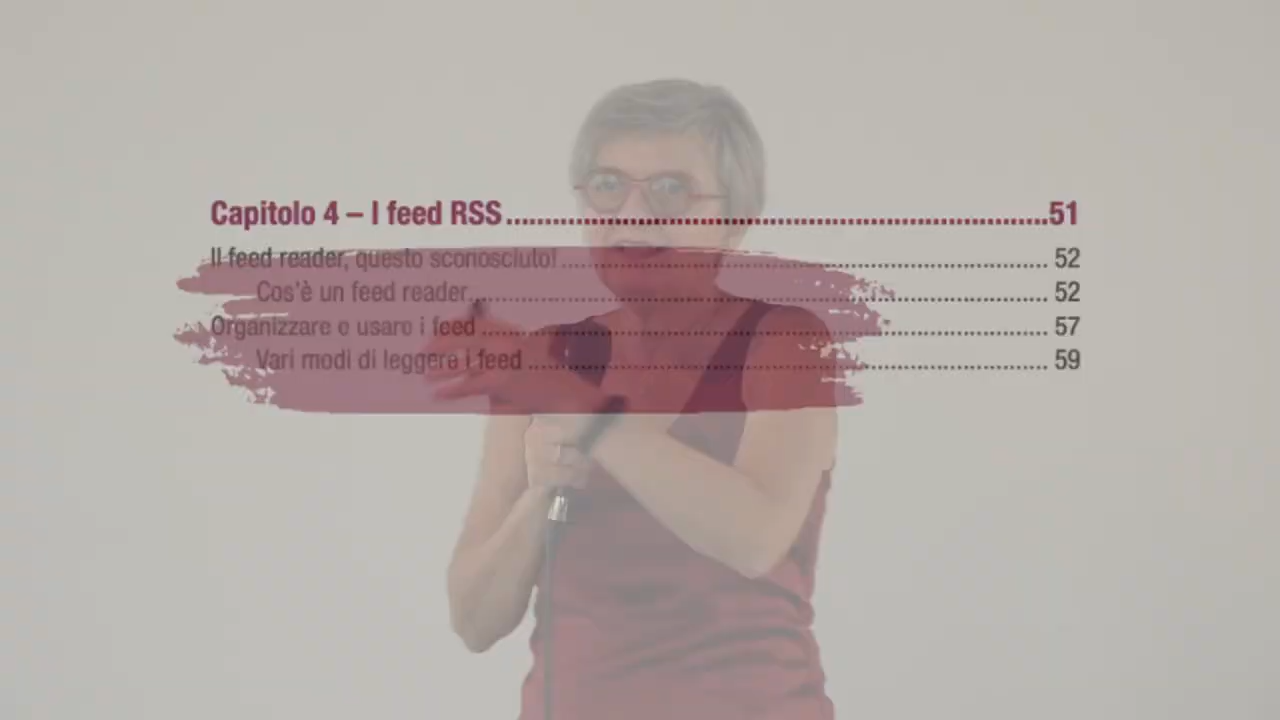 Capitolo 4 – I feed RSS..................................................................................51
Il feed reader, questo sconosciuto!........................................................................... 52
Cos'è un feed reader..................................................................................... 52
Organizzare e usare i feed..................................................................................... 57
Vari modi di leggere i feed.............................................................................. 59